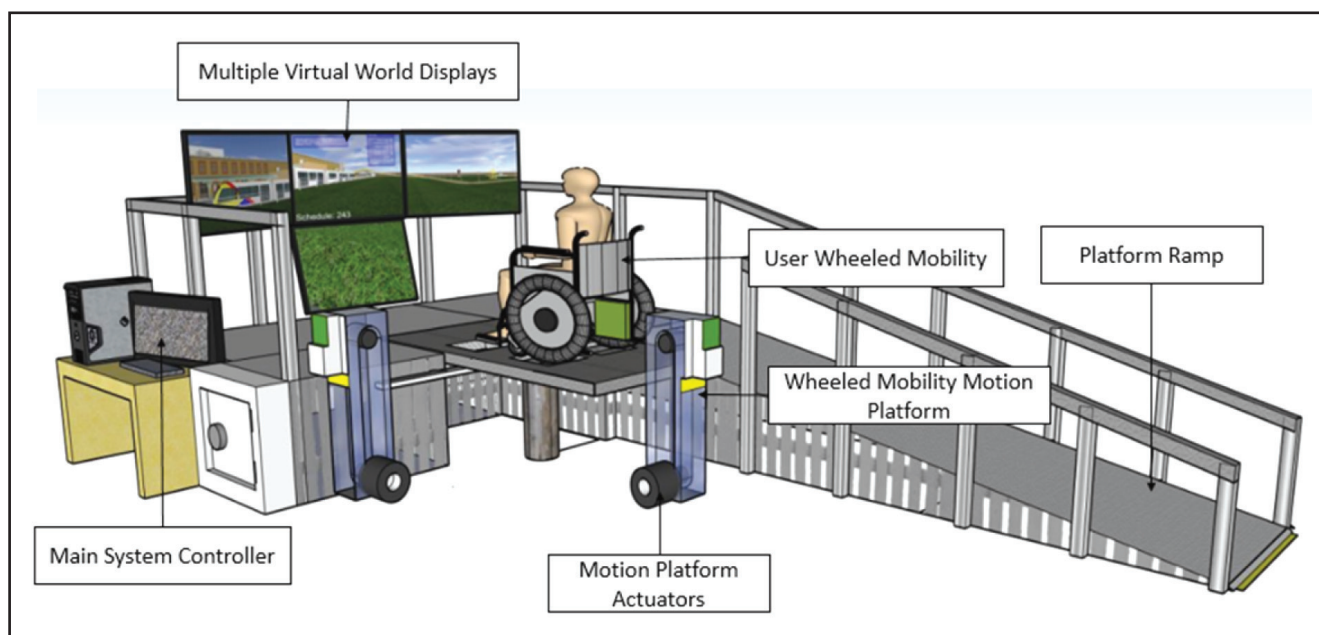 Multiple Virtual World Displays
Schedule: 243
User Wheeled Mobility
Platform Ramp
Wheeled Mobility Motion
Platform
Main System Controller
Motion Platform
Actuators